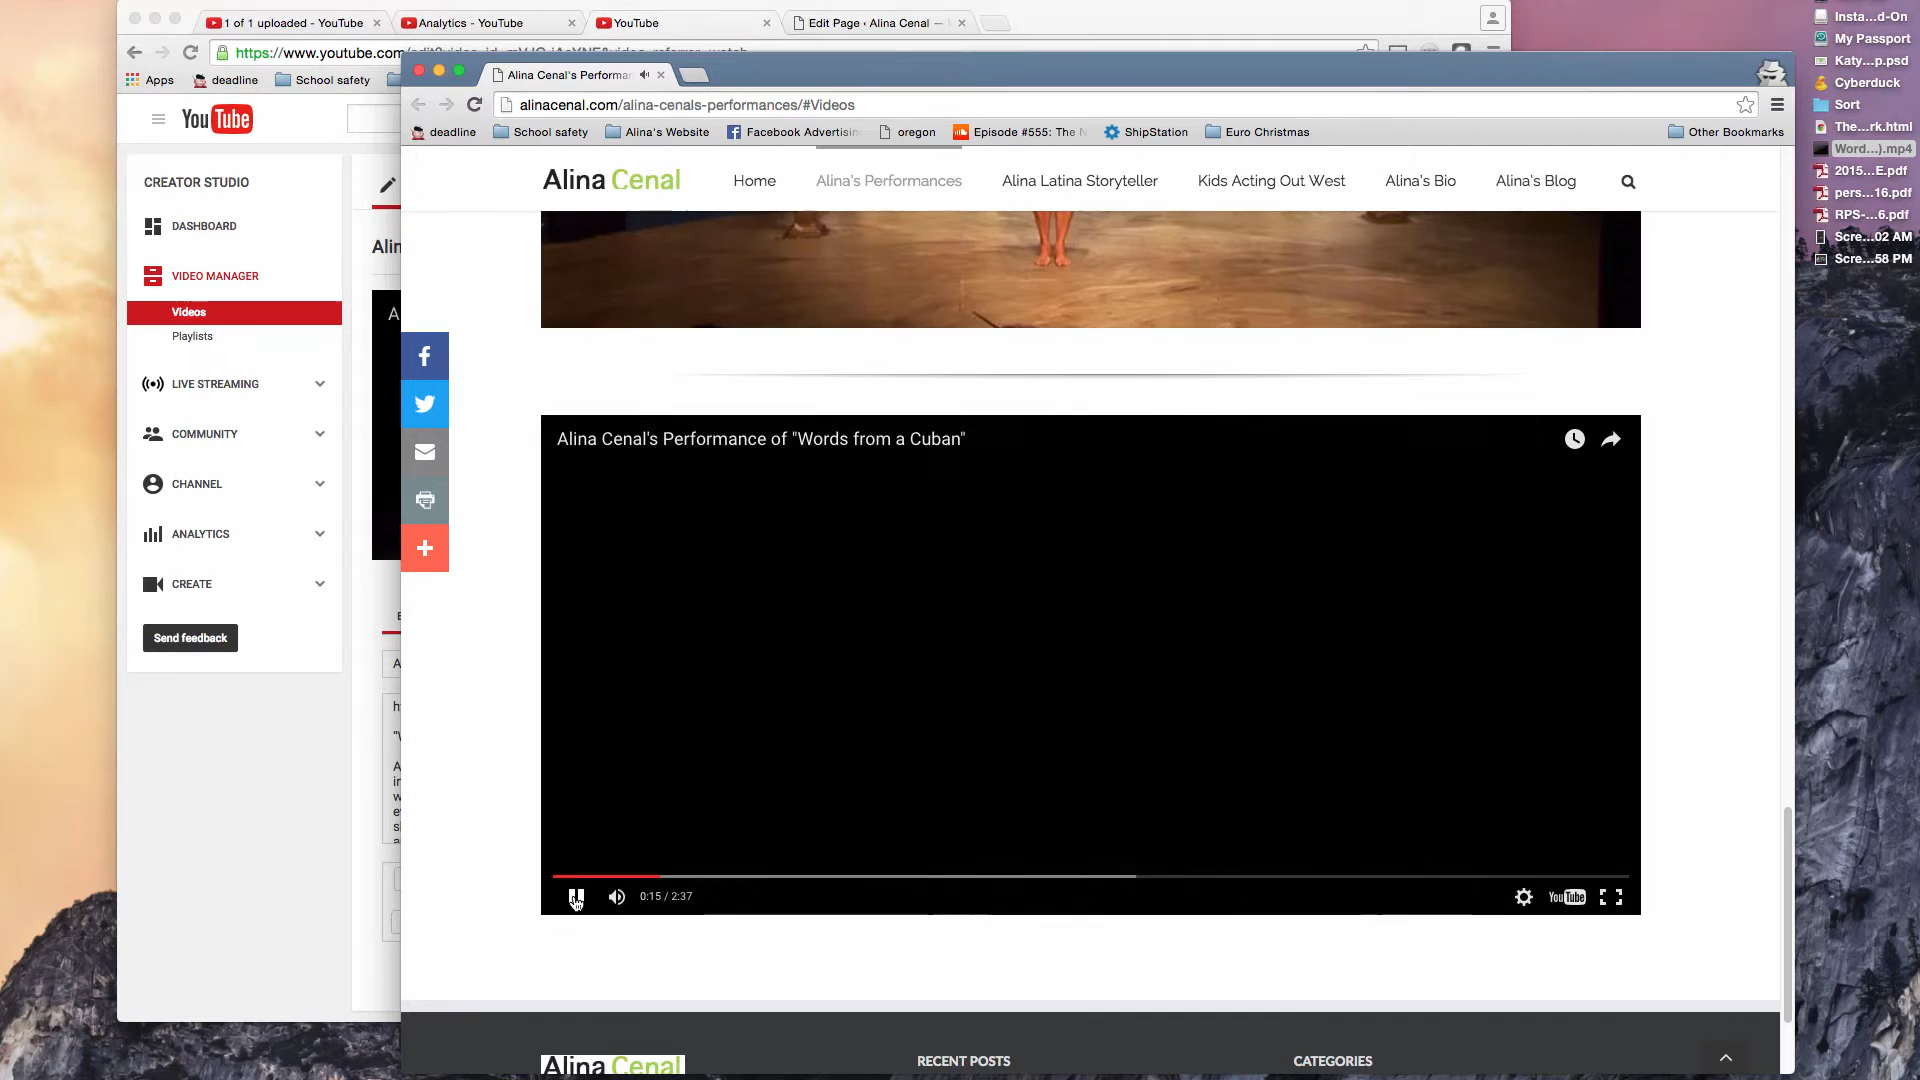 1 of 1 uploaded - YouTube
Analytics - YouTube
YouTube
Edit Page ‹ Alina Cenal —
https://www.youtube.com/
Apps
deadline
School safety
YouTube
CREATOR STUDIO
DASHBOARD
VIDEO MANAGER
Videos
Playlists
LIVE STREAMING
COMMUNITY
CHANNEL
ANALYTICS
CREATE
Send feedback
Alin
A
Alina Cenal's Performan
alinacenal.com/alina-cenals-performances/#Videos
deadline
School safety
Alina's Website
Facebook Advertisin
oregon
Episode #555: The N
ShipStation
Euro Christmas
Other Bookmarks
Alina Cenal
Home
Alina's Performances
Alina Latina Storyteller
Kids Acting Out West
Alina's Bio
Alina's Blog
Alina Cenal's Performance of "Words from a Cuban"
0:15 / 2:37
YouTube
Alina Cenal
RECENT POSTS
CATEGORIES
Insta...d-On
My Passport
Katy...p.psd
Cyberduck
Sort
The...rk.html
Word...).mp4
2015...E.pdf
pers...16.pdf
RPS-...6.pdf
Scre...02 AM
Scre...58 PM